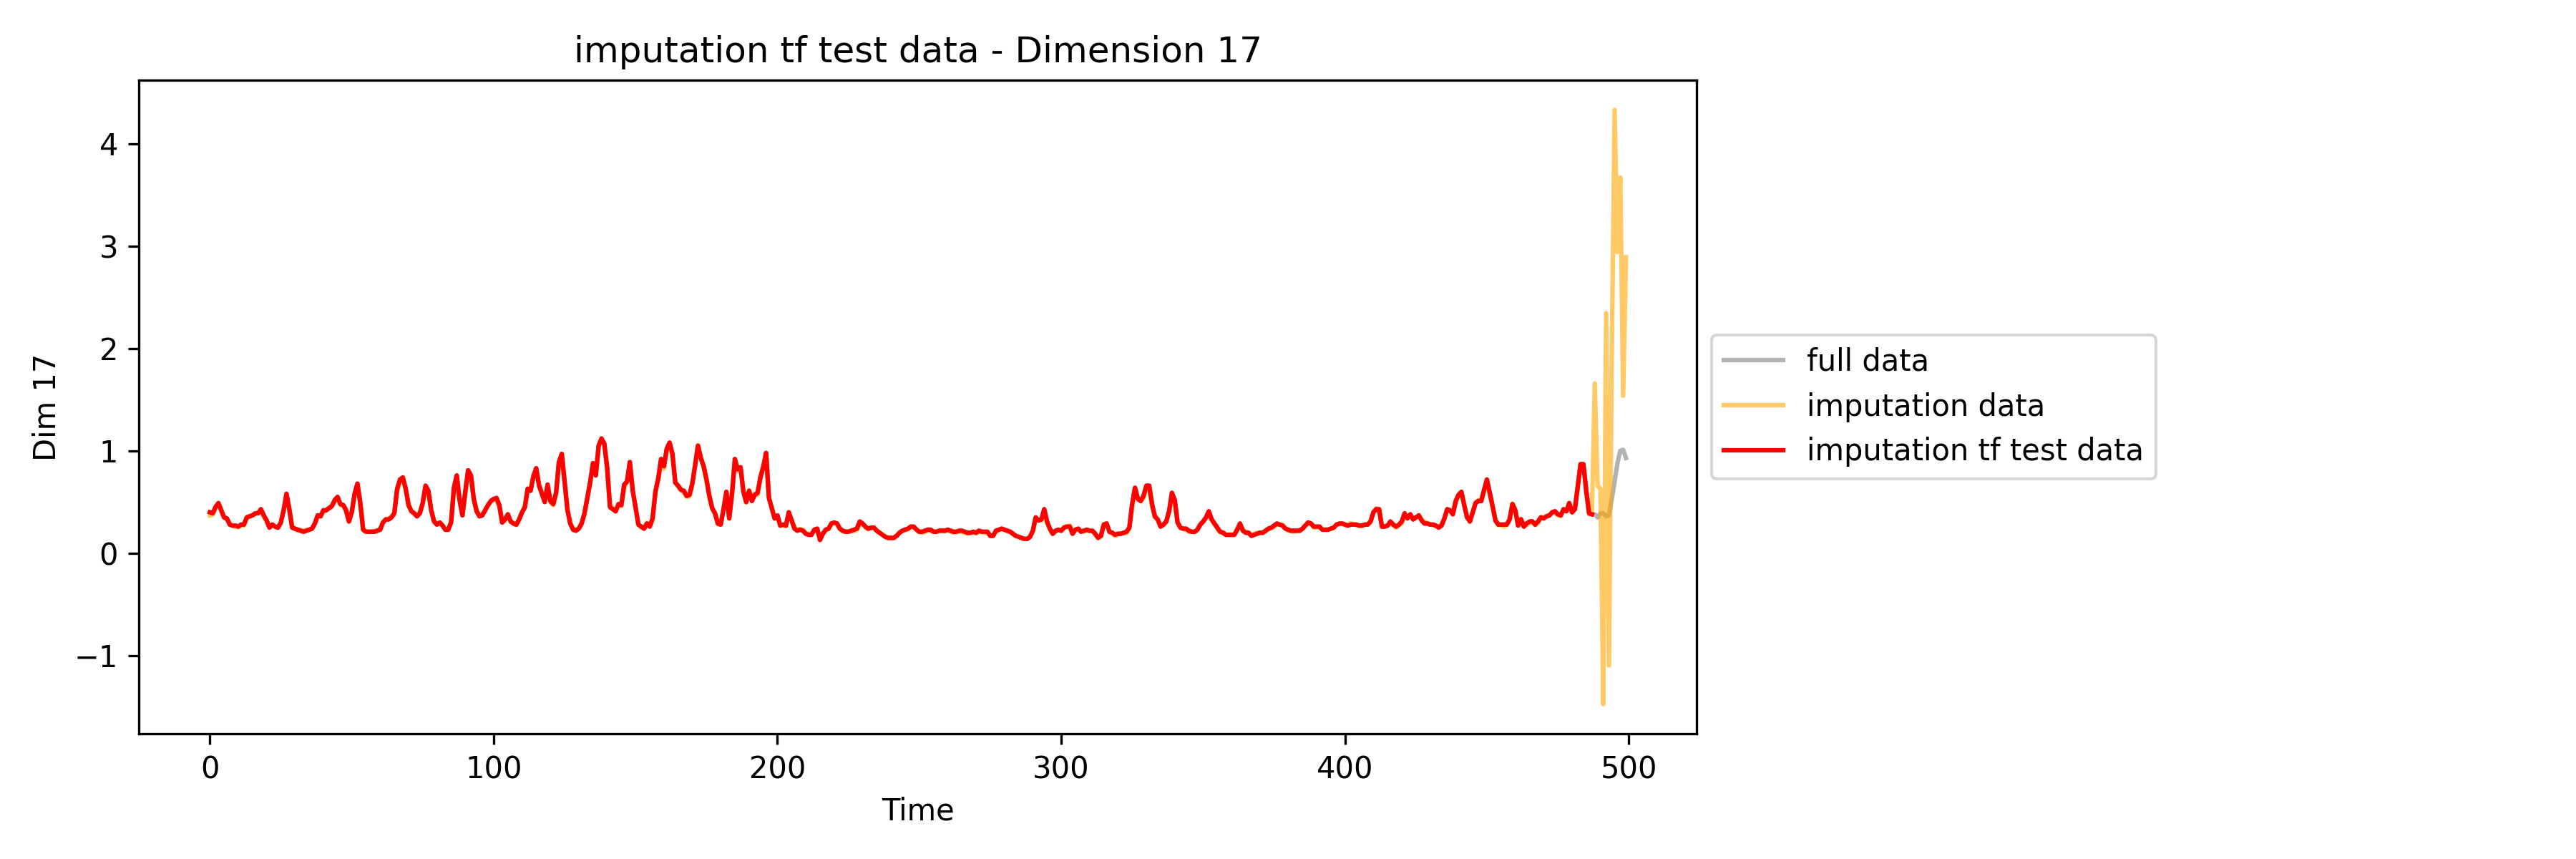 imputation tf test data - Dimension 17
Dim 17
4
3
2
1
0
−1
0 100 200 300 400 500
Time
full data
imputation data
imputation tf test data